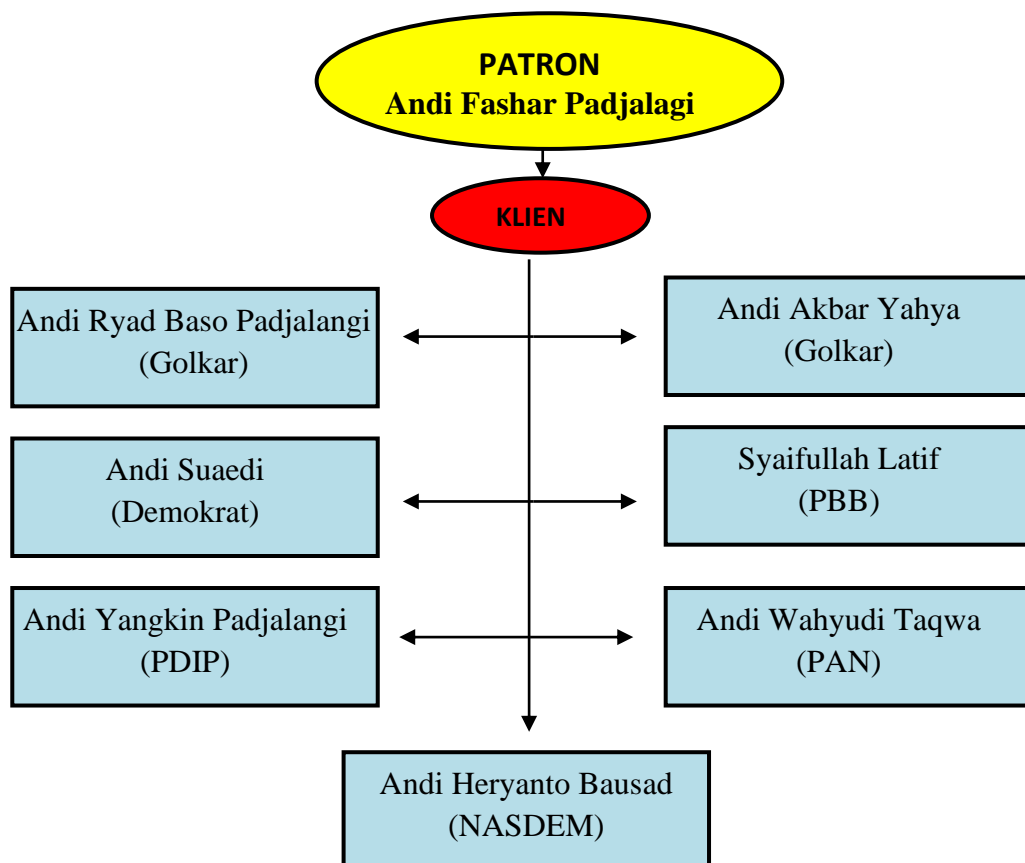 PATRON
Andi Fashar Padjalagi
KLIEN
Andi Ryad Baso Padjalangi
(Golkar)
Andi Akbar Yahya
(Golkar)
Andi Suaedi
(Demokrat)
Syaifullah Latif
(PBB)
Andi Yangkin Padjalangi
(PDIP)
Andi Wahyudi Taqwa
(PAN)
Andi Heryanto Bausad
(NASDEM)